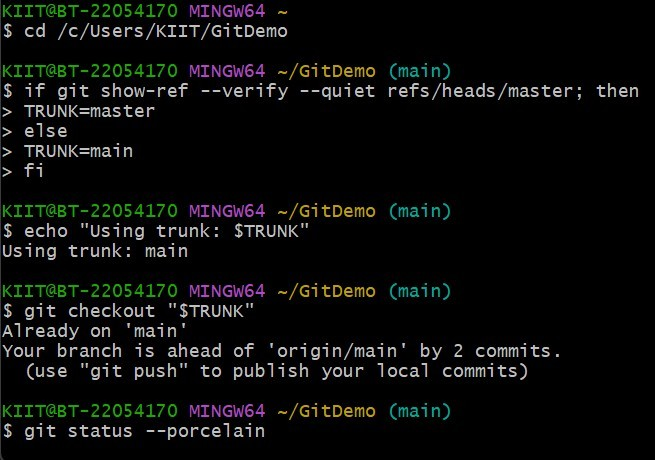 KIIT@BT-22054170 MINGW64 ~
$ cd /c/Users/KIIT/GitDemo
KIIT@BT-22054170 MINGW64 ~/GitDemo (main)
$ if git show-ref --verify --quiet refs/heads/master; then
> TRUNK=master
> else
> TRUNK=main
> fi
KIIT@BT-22054170 MINGW64 ~/GitDemo (main)
$ echo "Using trunk: $TRUNK"
Using trunk: main
KIIT@BT-22054170 MINGW64 ~/GitDemo (main)
$ git checkout "$TRUNK"
Already on 'main'
Your branch is ahead of 'origin/main' by 2 commits.
  (use "git push" to publish your local commits)
KIIT@BT-22054170 MINGW64 ~/GitDemo (main)
$ git status --porcelain